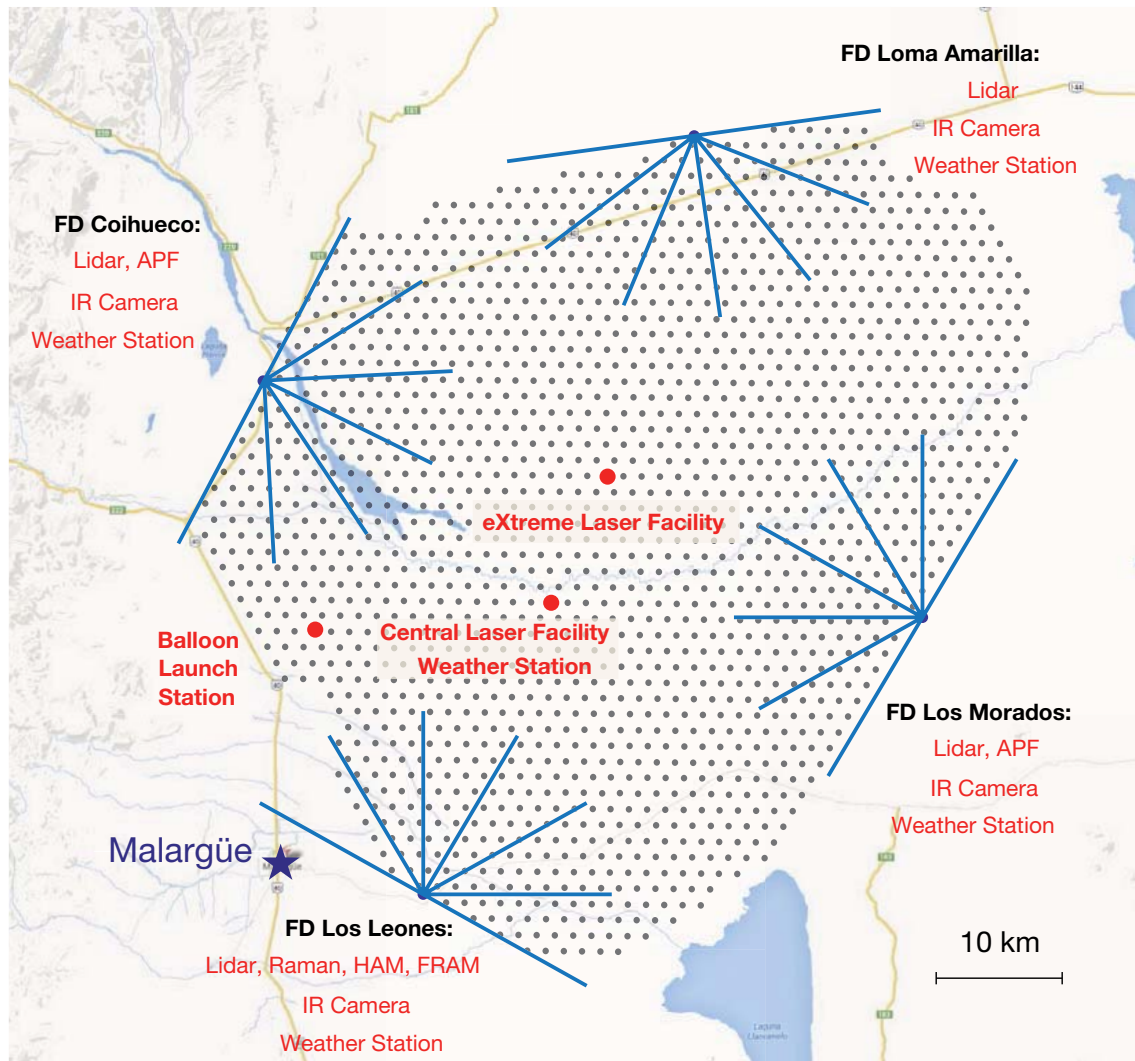 FD Loma Amarilla:
Lidar
IR Camera
Weather Station
FD Coihueco:
Lidar, APF
IR Camera
Weather Station
eXtreme Laser Facility
Central Laser Facility
Weather Station
Balloon
Launch
Station
FD Los Morados:
Lidar, APF
IR Camera
Weather Station
Malargüe
FD Los Leones:
Lidar, Raman, HAM, FRAM
IR Camera
Weather Station
10 km
Laguna
Llancanelo